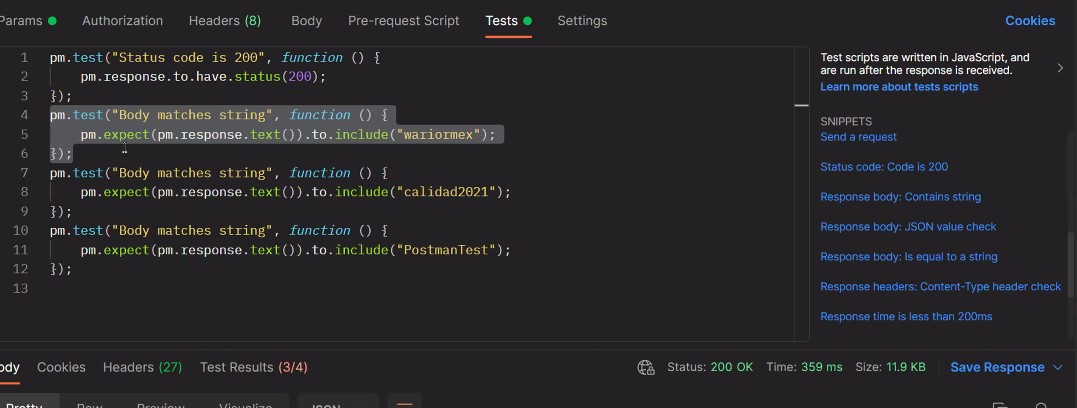 Params
Authorization
Headers (8)
Body
Pre-request Script
Tests
Settings
Cookies
1 pm.test("Status code is 200", function () {
2 pm.response.to.have.status(200);
3 });
4 pm.test("Body matches string", function () {
5 pm.expect(pm.response.text()).to.include("wariormex");
6 });
7 pm.test("Body matches string", function () {
8 pm.expect(pm.response.text()).to.include("calidad2021");
9 });
10 pm.test("Body matches string", function () {
11 pm.expect(pm.response.text()).to.include("PostmanTest");
12 });
13
Test scripts are written in JavaScript, and
are run after the response is received.
Learn more about tests scripts
SNIPPETS
Send a request
Status code: Code is 200
Response body: Contains string
Response body: JSON value check
Response body: Is equal to a string
Response headers: Content-Type header check
Response time is less than 200ms
ody
Cookies
Headers (27)
Test Results (3/4)
Status: 200 OK
Time: 359 ms
Size: 11.9 KB
Save Response
Pretty
Raw
Preview
Visualize
JSON